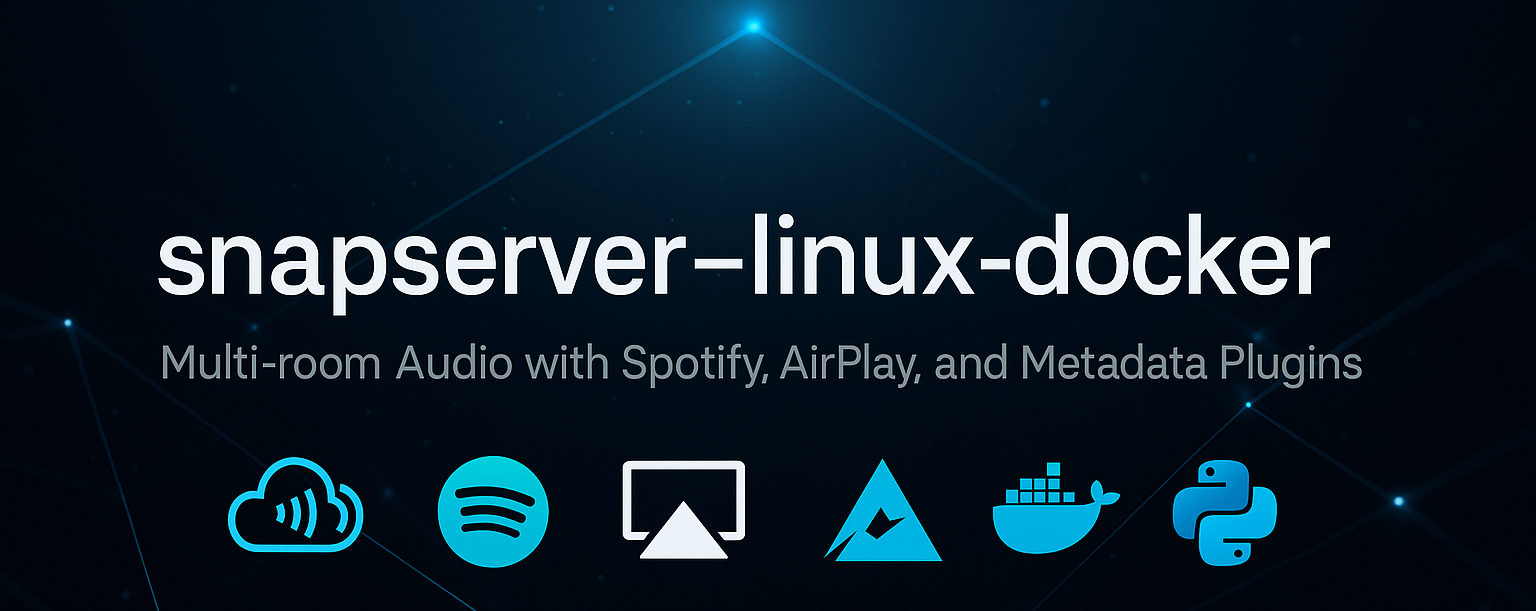 snapserver–linux-docker
Multi-room Audio with Spotify, AirPlay, and Metadata Plugins